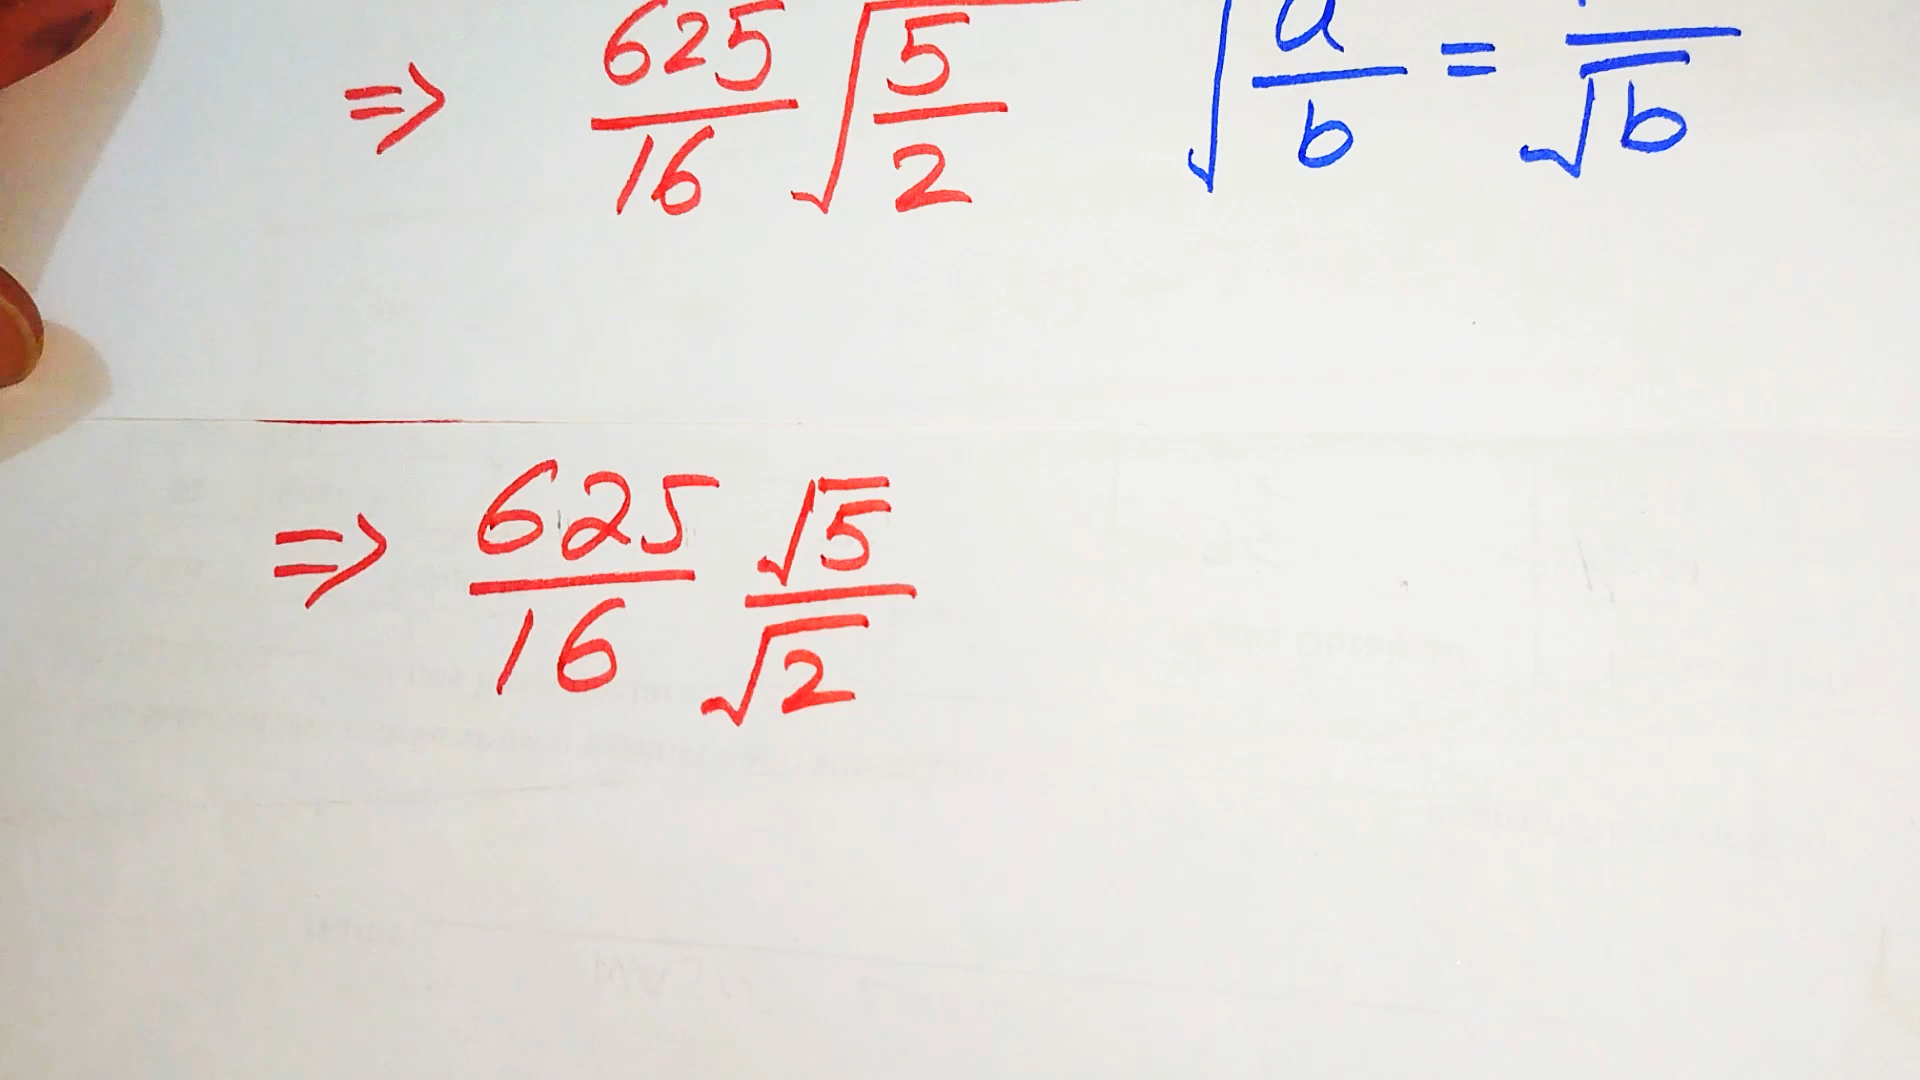 ⇒ 625/16 √(5/2) √(a/b) = /√b
⇒ 625/16 √5/√2